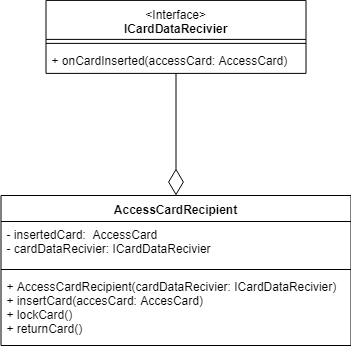 <Interface>
ICardDataRecivier
+ onCardInserted(accessCard: AccessCard)
AccessCardRecipient
- insertedCard:  AccessCard
- cardDataRecivier: ICardDataRecivier
+ AccessCardRecipient(cardDataRecivier: ICardDataRecivier)
+ insertCard(accesCard: AccesCard)
+ lockCard()
+ returnCard()